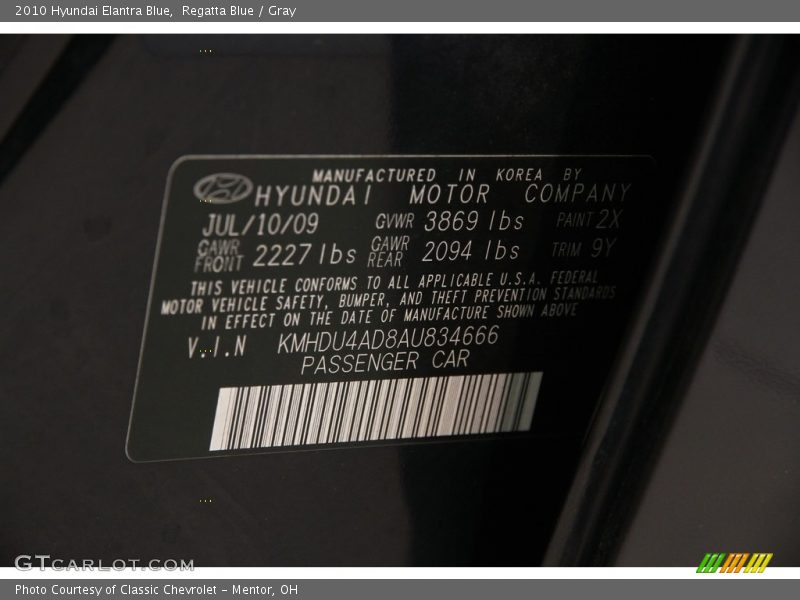 2010 Hyundai Elantra Blue,  Regatta Blue / Gray
MANUFACTURED IN KOREA BY
HYUNDAI MOTOR COMPANY
JUL/10/09 GVWR 3869 lbs PAINT 2X
GAWR FRONT 2227 lbs GAWR REAR 2094 lbs TRIM 9Y
THIS VEHICLE CONFORMS TO ALL APPLICABLE U.S.A. FEDERAL
MOTOR VEHICLE SAFETY, BUMPER, AND THEFT PREVENTION STANDARDS
IN EFFECT ON THE DATE OF MANUFACTURE SHOWN ABOVE
V.I.N KMHDU4AD8AU834666
PASSENGER CAR
GTCARLOT.COM
Photo Courtesy of Classic Chevrolet - Mentor, OH